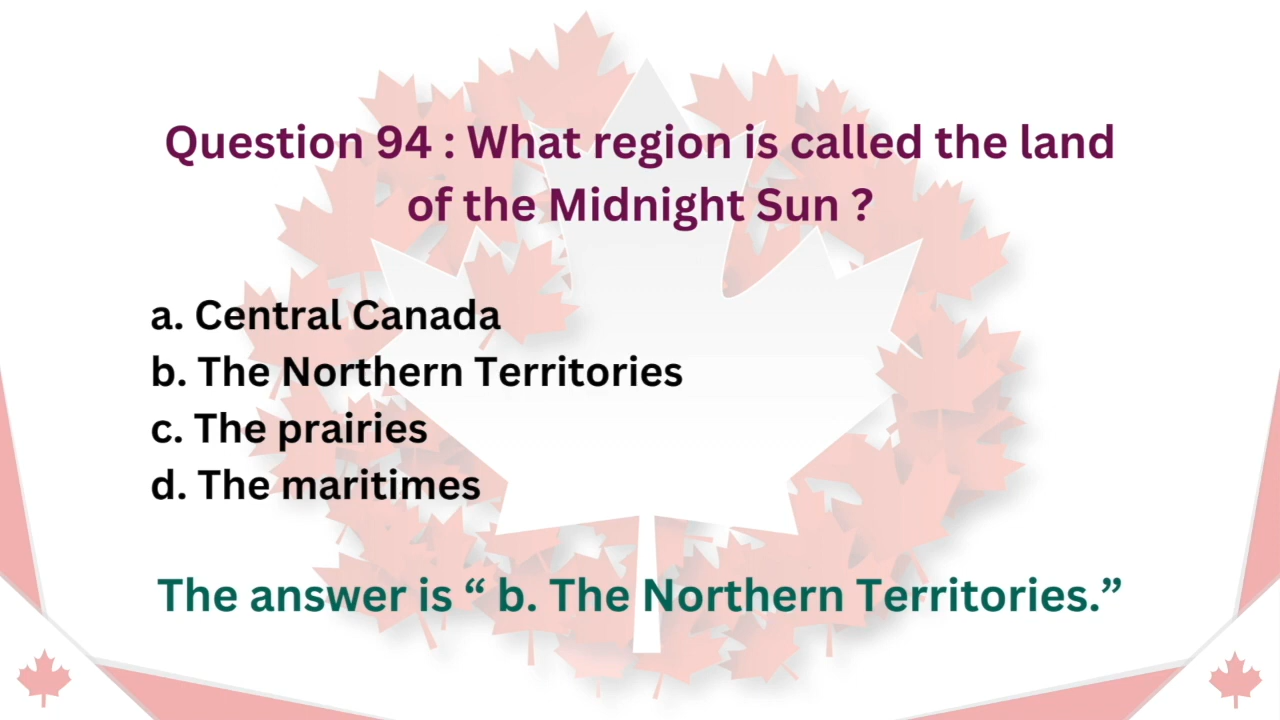 Question 94 : What region is called the land
of the Midnight Sun ?
a. Central Canada
b. The Northern Territories
c. The prairies
d. The maritimes
The answer is “ b. The Northern Territories.”